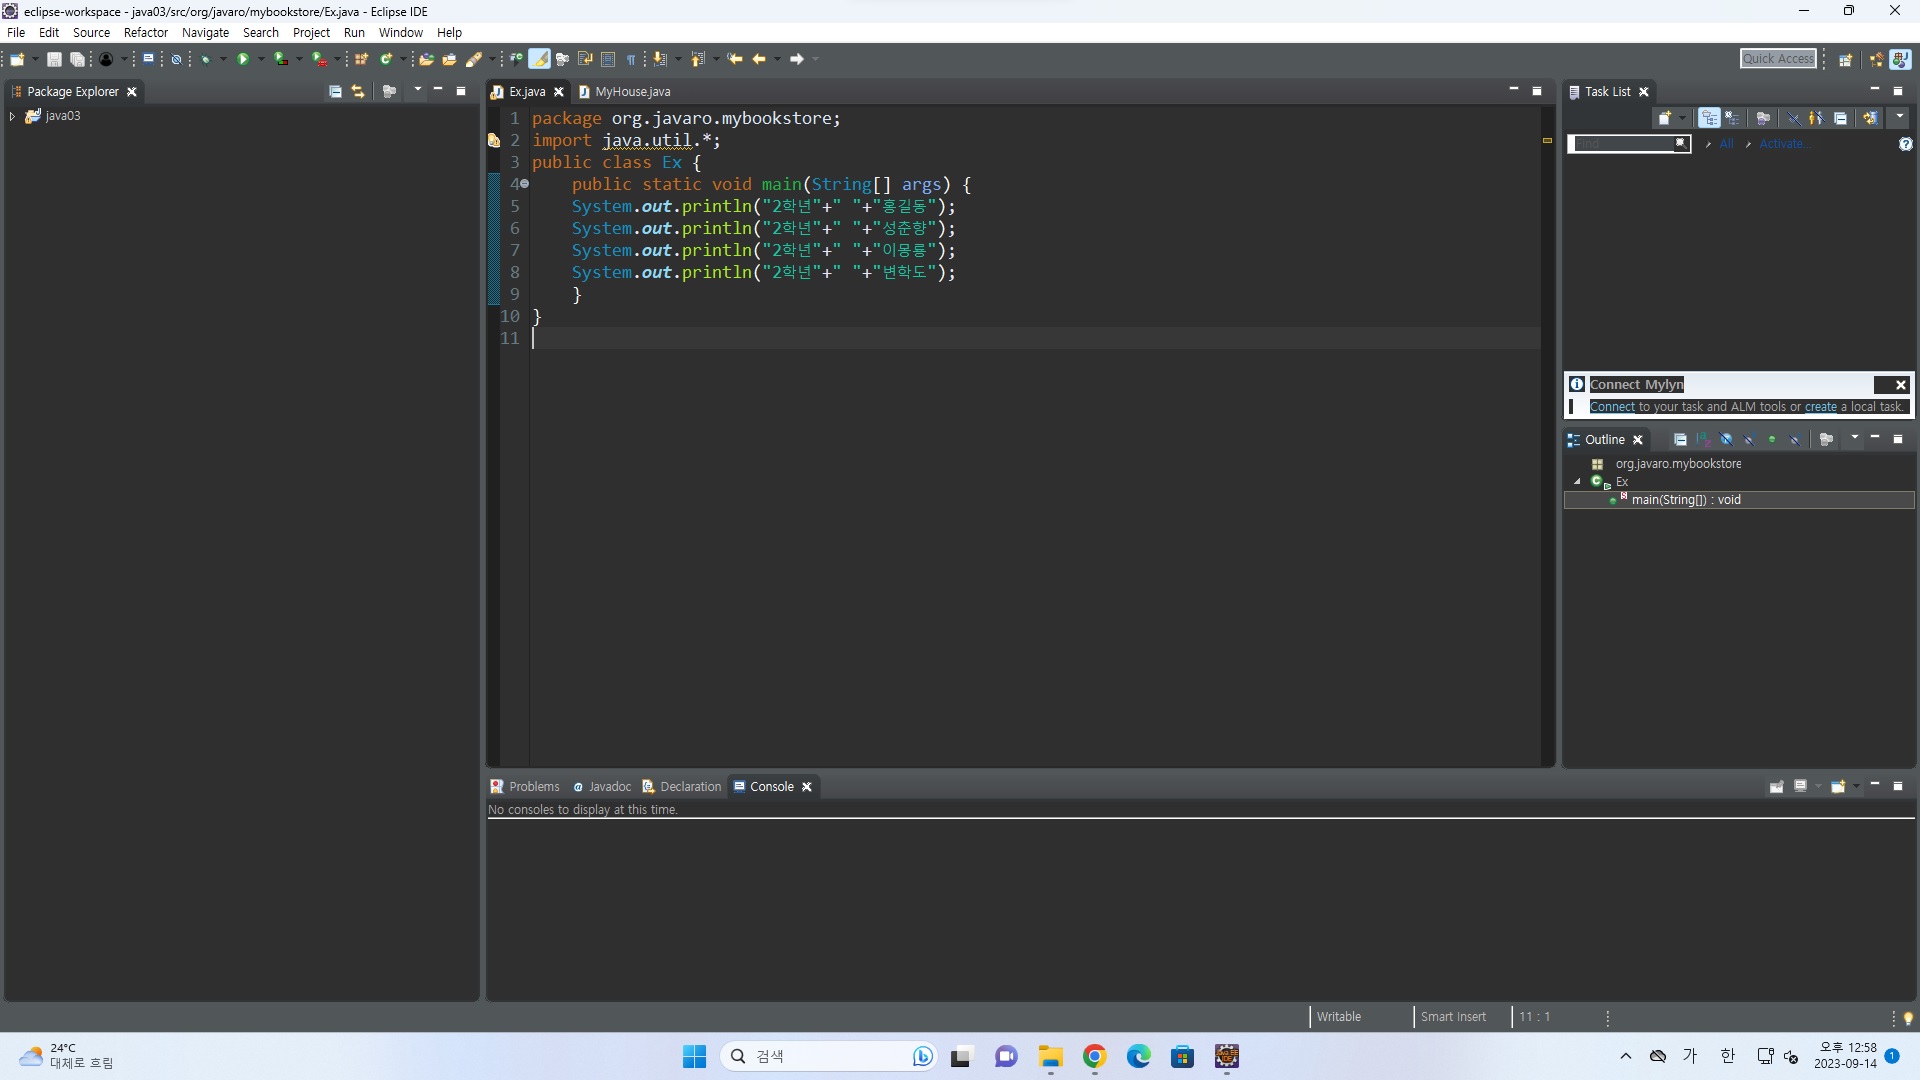 eclipse-workspace - java03/src/org/javaro/mybookstore/Ex.java - Eclipse IDE
File Edit Source Refactor Navigate Search Project Run Window Help
Quick Access
Package Explorer
java03
Ex.java MyHouse.java
1 package org.javaro.mybookstore;
2 import java.util.*;
3 public class Ex {
4 public static void main(String[] args) {
5 System.out.println("2학년"+" "+"홍길동");
6 System.out.println("2학년"+" "+"성준향");
7 System.out.println("2학년"+" "+"이몽룡");
8 System.out.println("2학년"+" "+"변학도");
9 }
10 }
11
Task List
Find All Activate...
Connect Mylyn
Connect to your task and ALM tools or create a local task.
Outline
org.javaro.mybookstore
Ex
main(String[]) : void
Problems Javadoc Declaration Console
No consoles to display at this time.
Writable Smart Insert 11 : 1
24°C
대체로 흐림
검색
가 한
오후 12:58
2023-09-14
1